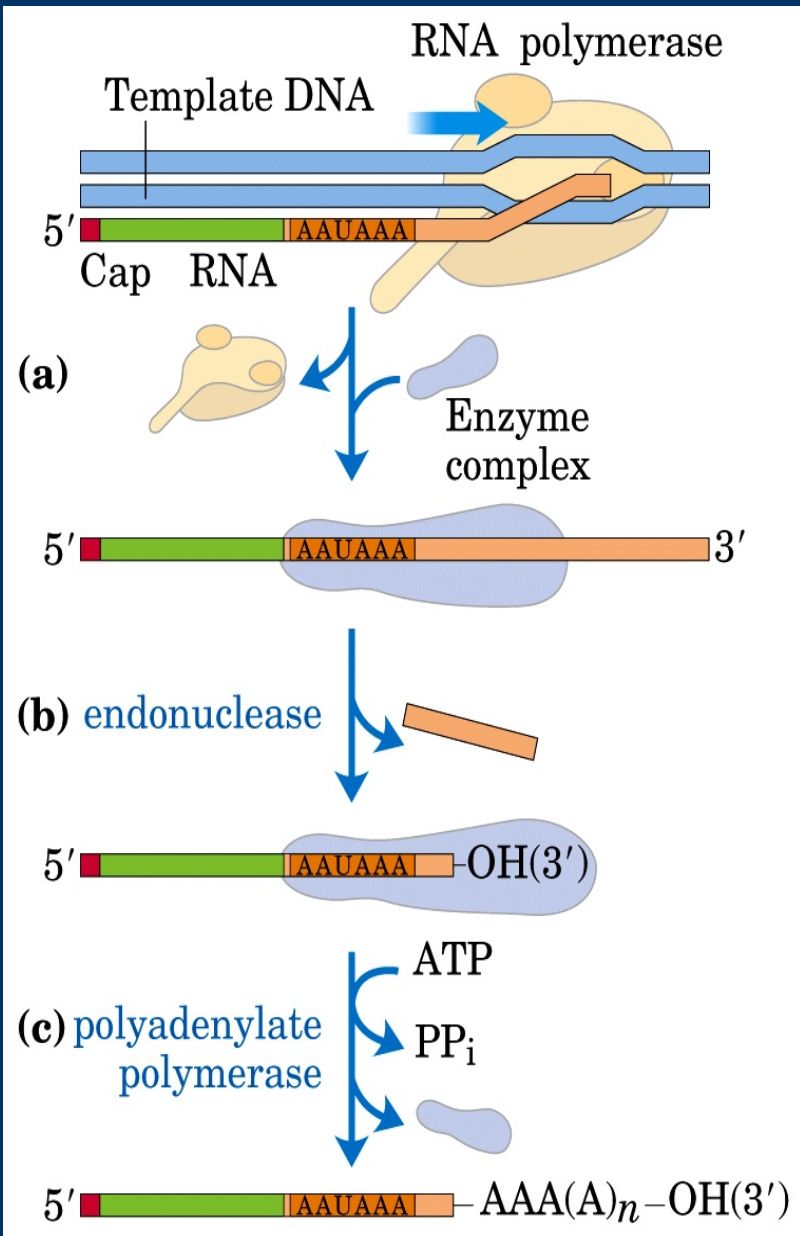 RNA polymerase
Template DNA
5′ AAUAAA
Cap RNA
(a)
Enzyme
complex
5′ AAUAAA 3′
(b) endonuclease
5′ AAUAAA OH(3′)
ATP
(c) polyadenylate
polymerase
PPi
5′ AAUAAA AAA(A)n–OH(3′)